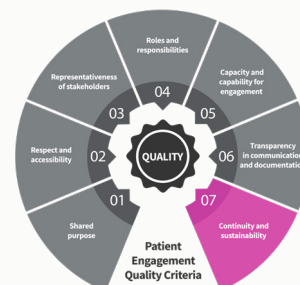 Roles and
responsibilities
Representativeness
of stakeholders
Capacity and
capability for
engagement
04
03
05
Respect and
accessibility
02
QUALITY
06
Transparency
in communication
and documentation
01
07
Shared
purpose
Continuity and
sustainability
Patient
Engagement
Quality Criteria